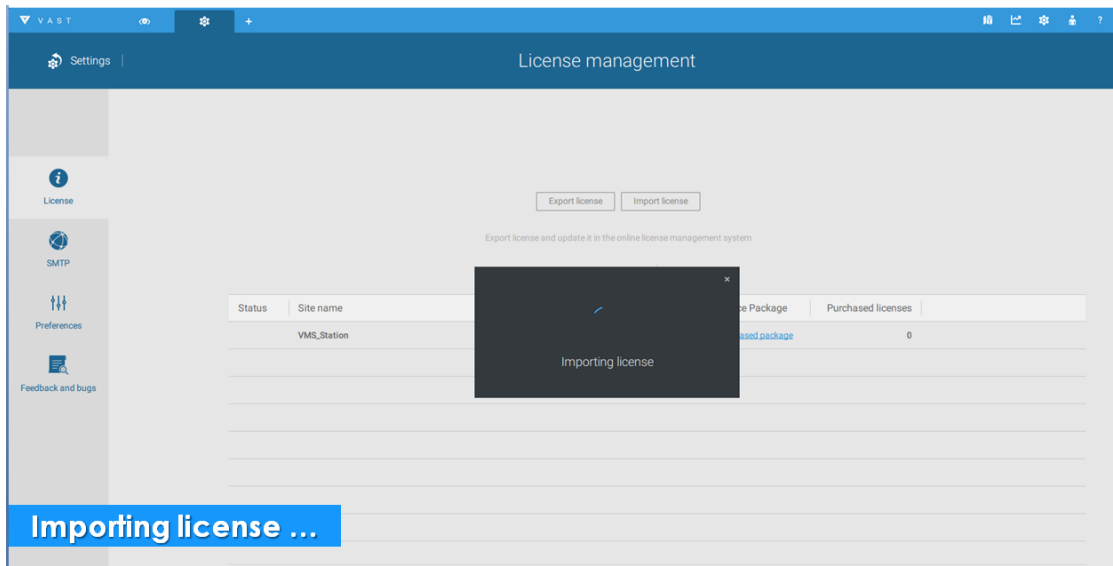 VAST
Settings
License management
License
SMTP
Preferences
Feedback and bugs
Export license
Import license
Export license and update it in the online license management system
Status
Site name
Package
Purchased licenses
VMS_Station
package
0
×
Importing license
Importing license ...
+
?